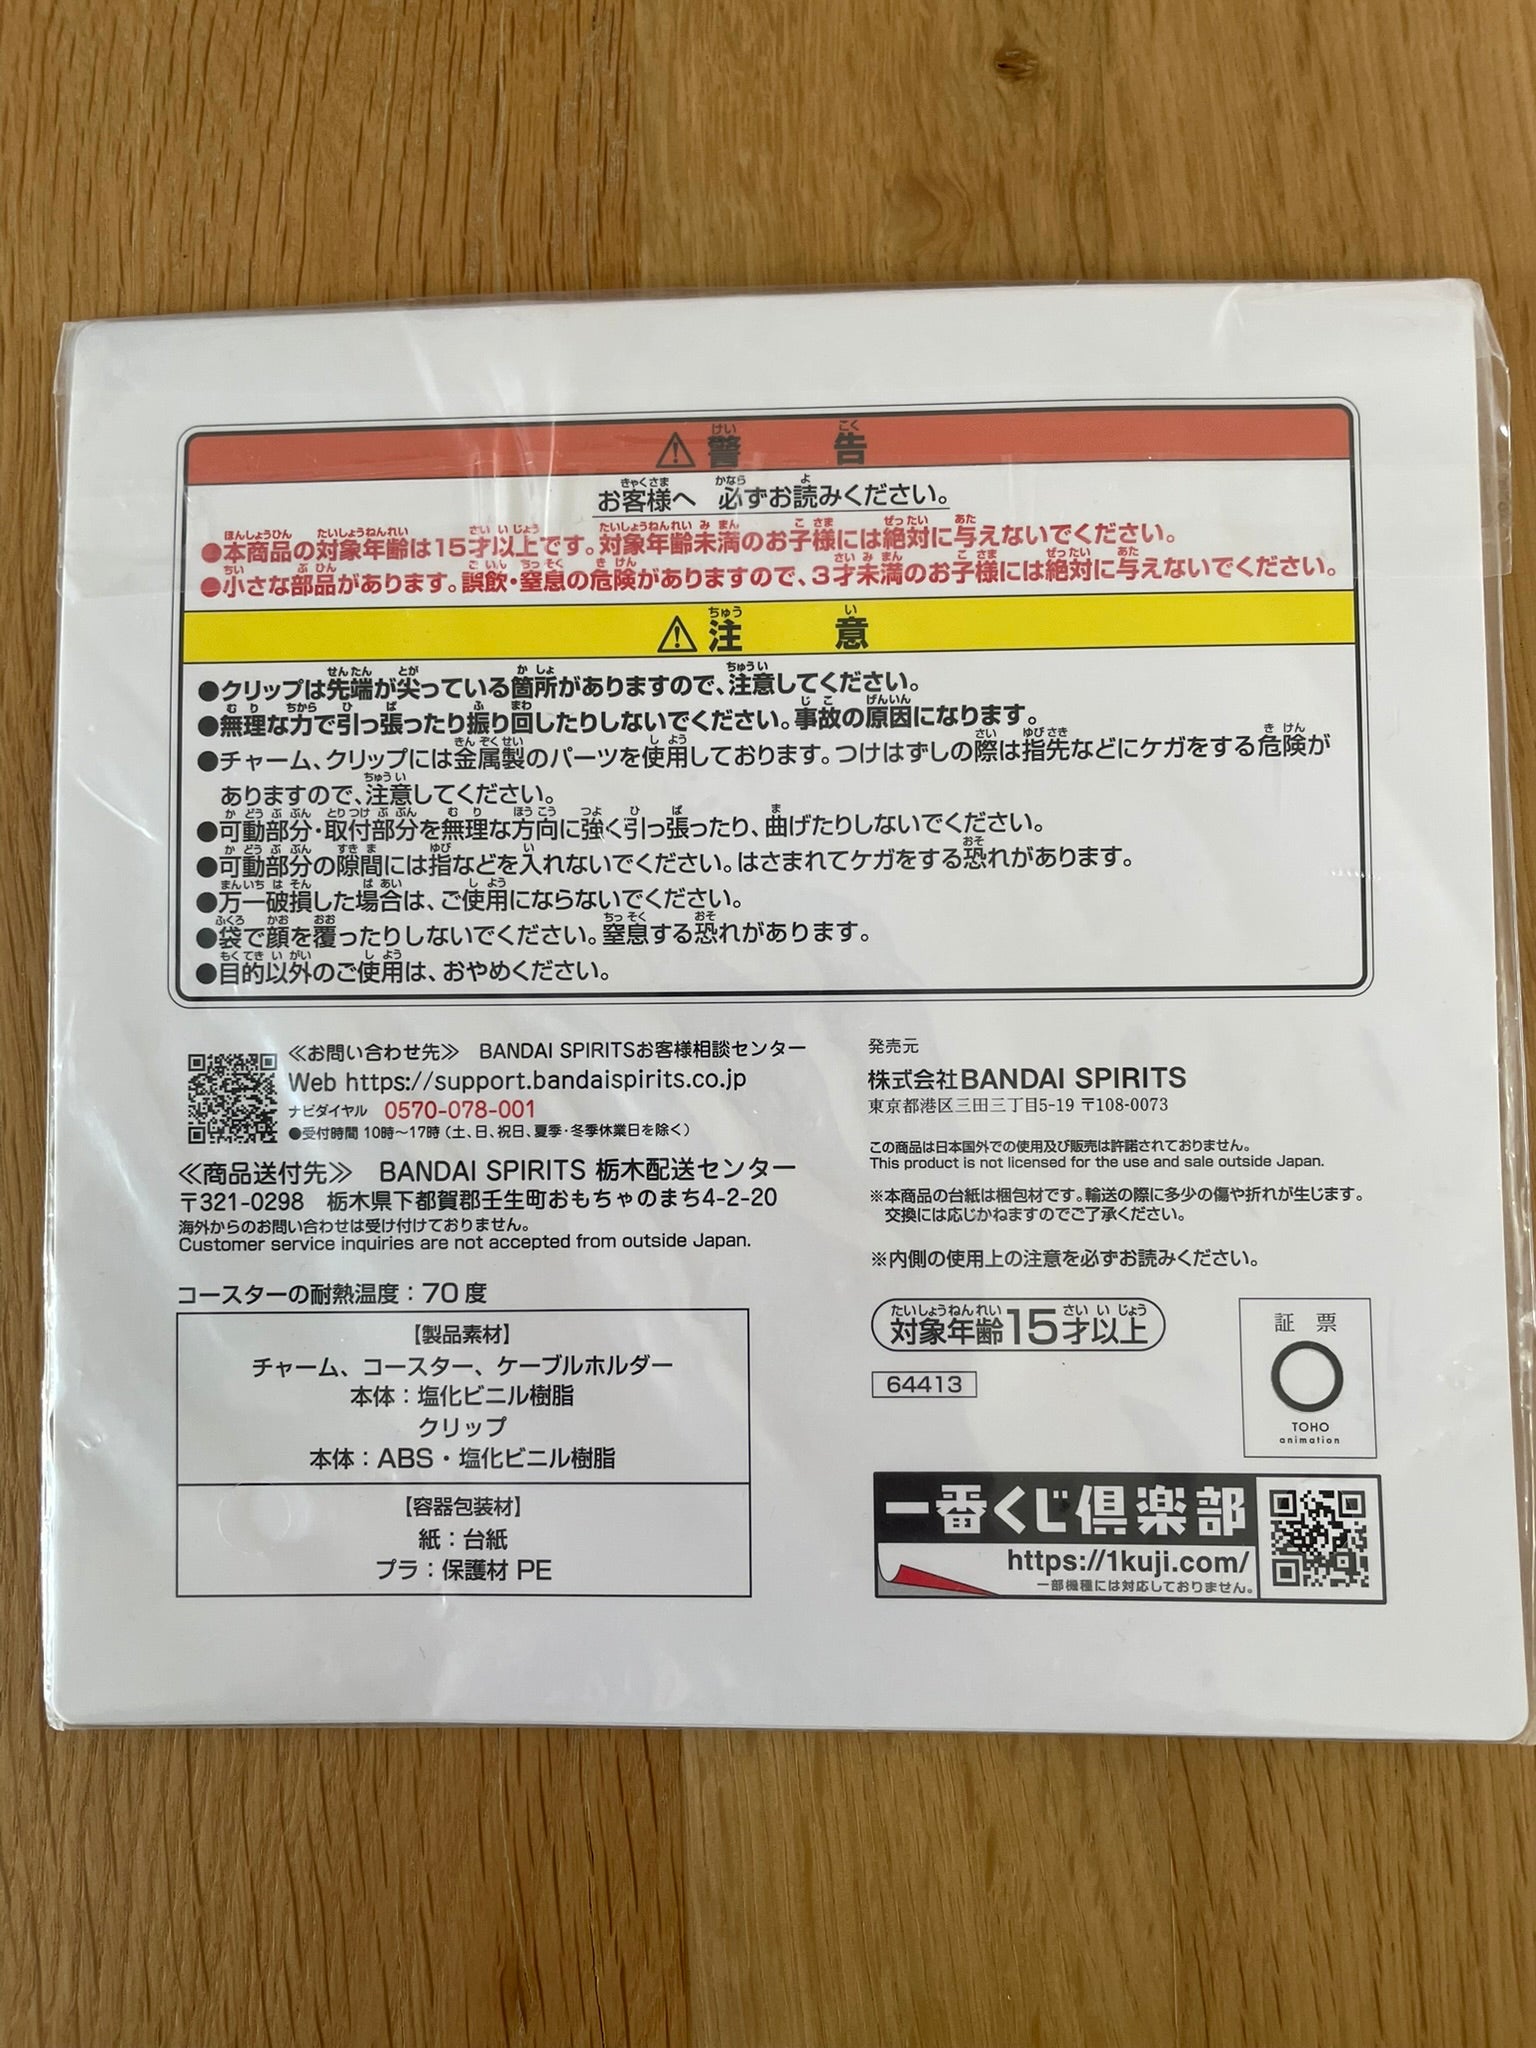 ⚠警告
お客様へ 必ずお読みください。
●本商品の対象年齢は15才以上です。対象年齢未満のお子様には絶対に与えないでください。
●小さな部品があります。誤飲・窒息の危険がありますので、3才未満のお子様には絶対に与えないでください。
⚠注意
●クリップは先端が尖っている箇所がありますので、注意してください。
●無理な力で引っ張ったり振り回したりしないでください。事故の原因になります。
●チャーム、クリップには金属製のパーツを使用しております。つけはずしの際は指先などにケガをする危険が
ありますので、注意してください。
●可動部分・取付部分を無理な方向に強く引っ張ったり、曲げたりしないでください。
●可動部分の隙間には指などを入れないでください。はさまれてケガをする恐れがあります。
●万一破損した場合は、ご使用にならないでください。
●袋で顔を覆ったりしないでください。窒息する恐れがあります。
●目的以外のご使用は、おやめください。
≪お問い合わせ先≫ BANDAI SPIRITSお客様相談センター
Web https://support.bandaispirits.co.jp
ナビダイヤル 0570-078-001
●受付時間 10時～17時（土、日、祝日、夏季・冬季休業日を除く）
≪商品送付先≫ BANDAI SPIRITS 栃木配送センター
〒321-0298 栃木県下都賀郡壬生町おもちゃのまち4-2-20
海外からのお問い合わせは受け付けておりません。
Customer service inquiries are not accepted from outside Japan.
コースターの耐熱温度：70度
【製品素材】
チャーム、コースター、ケーブルホルダー
本体：塩化ビニル樹脂
クリップ
本体：ABS・塩化ビニル樹脂
【容器包装材】
紙：台紙
プラ：保護材 PE
発売元
株式会社BANDAI SPIRITS
東京都港区三田三丁目5-19 〒108-0073
この商品は日本国外での使用及び販売は許諾されておりません。
This product is not licensed for the use and sale outside Japan.
※本商品の台紙は梱包材です。輸送の際に多少の傷や折れが生じます。
交換には応じかねますのでご了承ください。
※内側の使用上の注意を必ずお読みください。
対象年齢15才以上
64413
証票
TOHO
animation
一番くじ倶楽部
https://1kuji.com/
一部機種には対応しておりません。